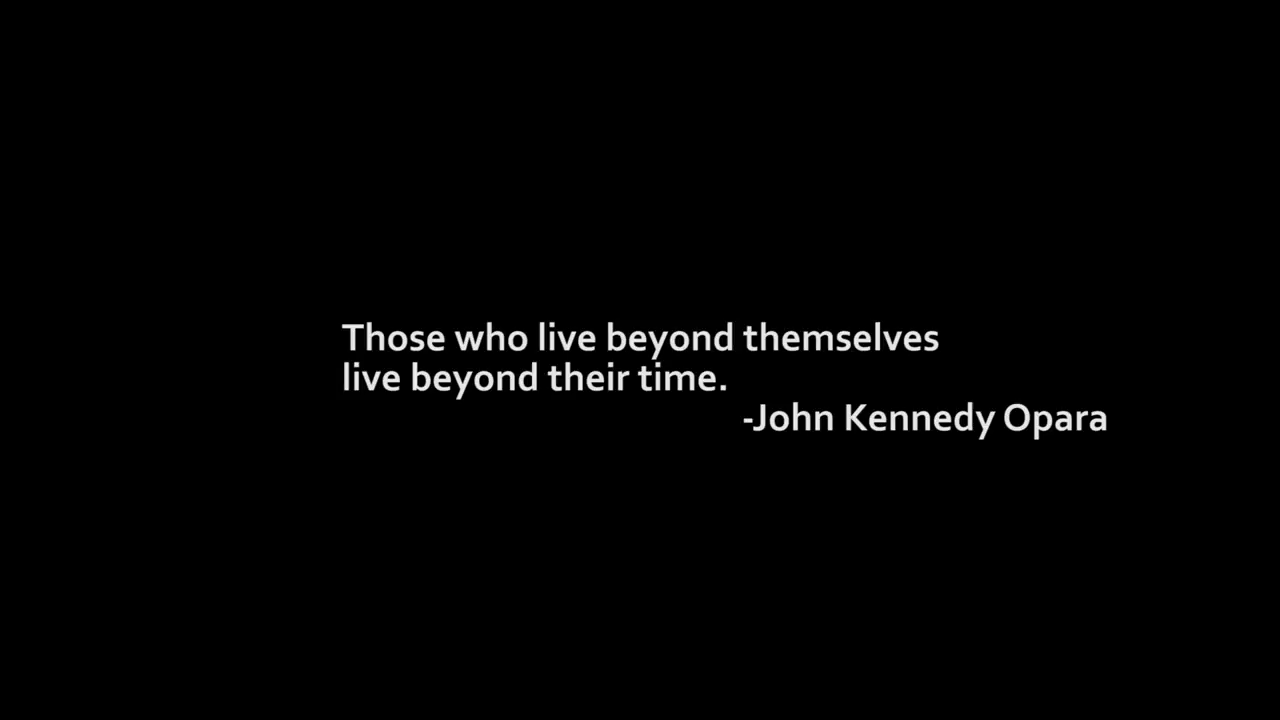 Those who live beyond themselves
live beyond their time.
-John Kennedy Opara